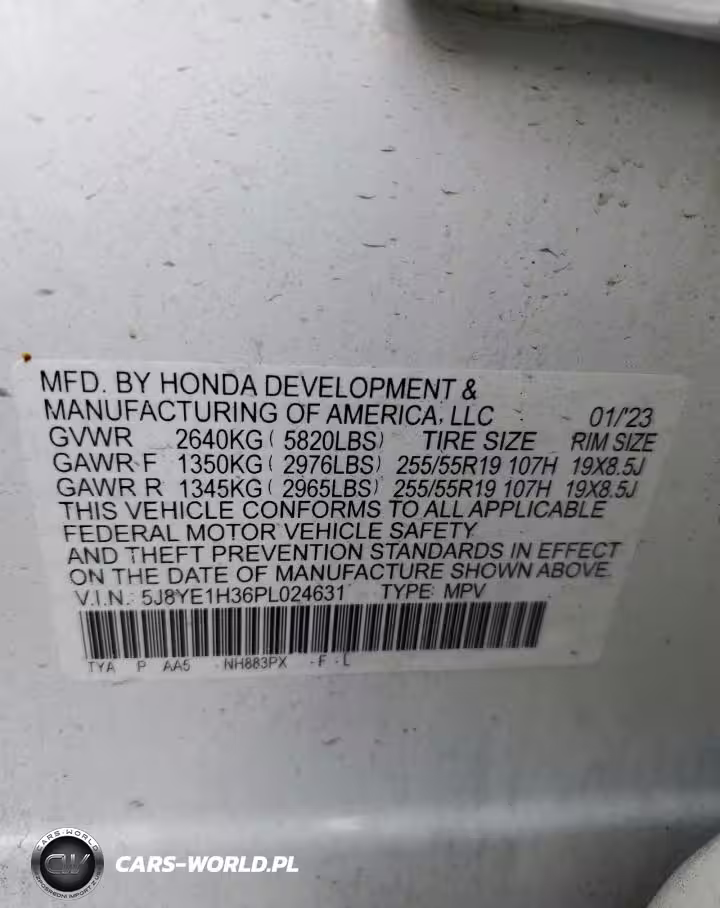 MFD. BY HONDA DEVELOPMENT &
MANUFACTURING OF AMERICA, LLC 01/'23
GVWR 2640KG ( 5820LBS) TIRE SIZE RIM SIZE
GAWR F 1350KG ( 2976LBS) 255/55R19 107H 19X8.5J
GAWR R 1345KG ( 2965LBS) 255/55R19 107H 19X8.5J
THIS VEHICLE CONFORMS TO ALL APPLICABLE
FEDERAL MOTOR VEHICLE SAFETY
AND THEFT PREVENTION STANDARDS IN EFFECT
ON THE DATE OF MANUFACTURE SHOWN ABOVE.
V.I.N.: 5J8YE1H36PL024631 TYPE: MPV
TYA P AA5 -NH883PX -F - L
CARS-WORLD
CARS-WORLD.PL